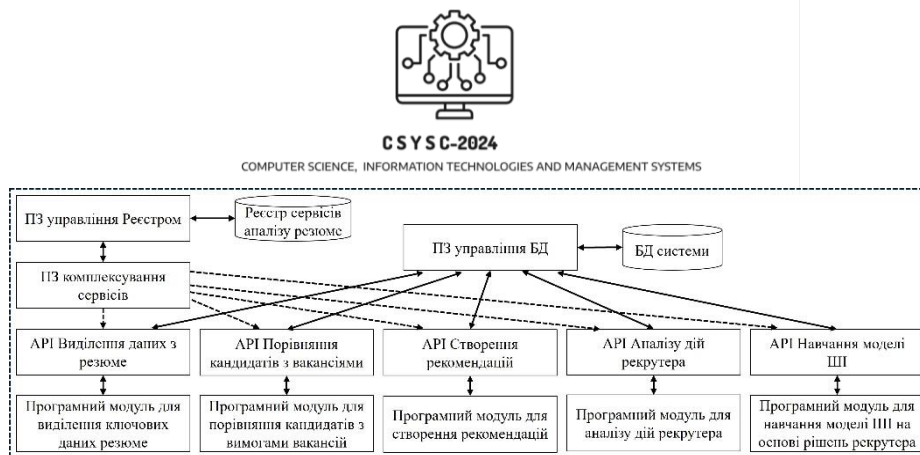 CSYSC-2024
COMPUTER SCIENCE, INFORMATION TECHNOLOGIES AND MANAGEMENT SYSTEMS
ПЗ управління Реєстром
Реєстр сервісів
аналізу резюме
ПЗ управління БД
БД системи
ПЗ комплексування
сервісів
API Виділення даних з
резюме
API Порівняння
кандидатів з вакансіями
API Створення
рекомендацій
API Аналізу дій
рекрутера
API Навчання моделі
ШІ
Програмний модуль для
виділення ключових
даних резюме
Програмний модуль для
порівняння кандидатів з
вимогами вакансій
Програмний модуль для
створення рекомендацій
Програмний модуль для
аналізу дій рекрутера
Програмний модуль для
навчання моделі ШІ на
основі рішень рекрутера